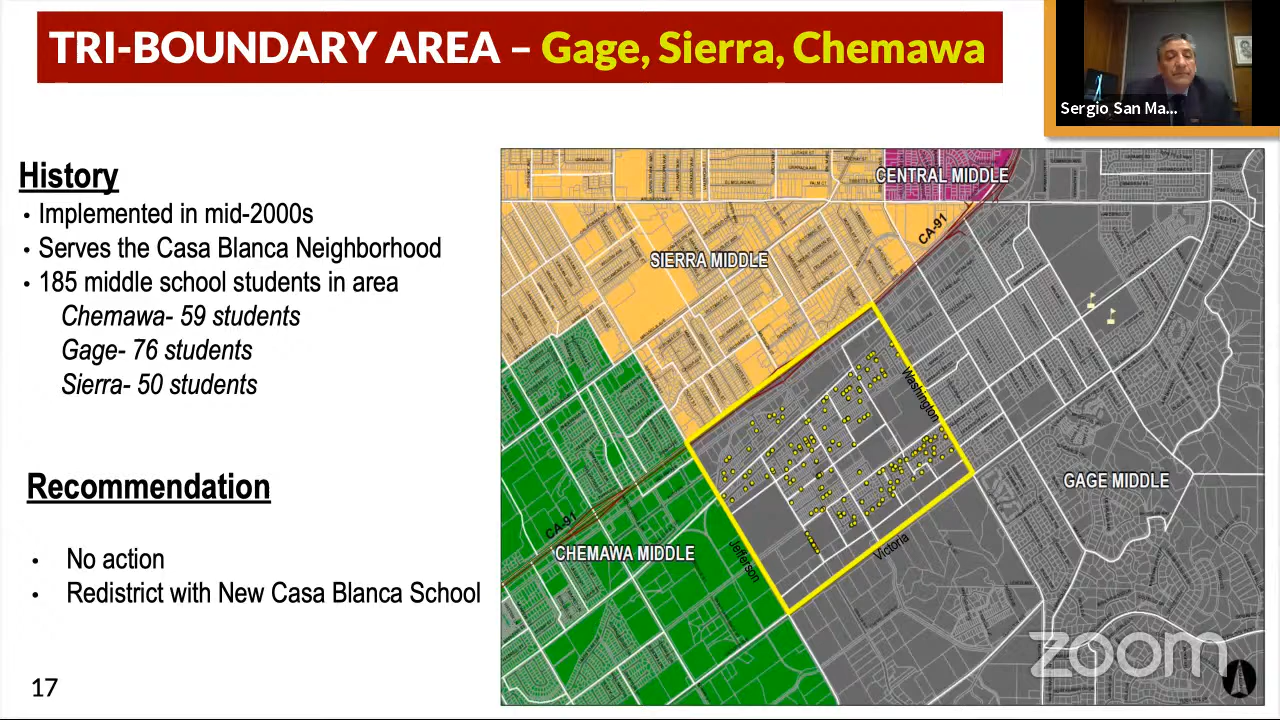 TRI-BOUNDARY AREA – Gage, Sierra, Chemawa
Sergio San Ma...
History
• Implemented in mid-2000s
• Serves the Casa Blanca Neighborhood
• 185 middle school students in area
Chemawa- 59 students
Gage- 76 students
Sierra- 50 students
Recommendation
• No action
• Redistrict with New Casa Blanca School
17
CENTRAL MIDDLE
CA-91
SIERRA MIDDLE
Washington
GAGE MIDDLE
CA-91
CHEMAWA MIDDLE
Jefferson
Victoria
zoom